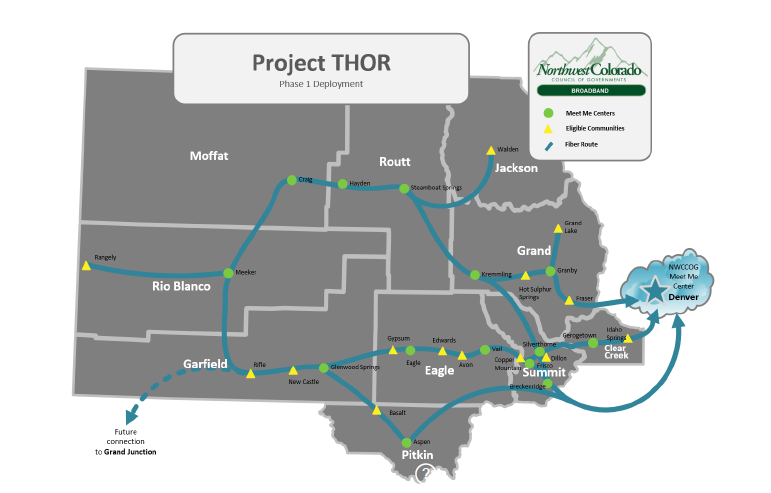 Project THOR
Phase 1 Deployment
Northwest Colorado
COUNCIL OF GOVERNMENTS
BROADBAND
Meet Me Centers
Eligible Communities
Fiber Route
Moffat
Routt
Jackson
Walden
Craig
Hayden
Steamboat Springs
Grand
Lake
Grand
Rangely
Meeker
Rio Blanco
Kremmling
Granby
Hot Sulphur
Springs
Fraser
NWCCOG
Meet Me
Center
Denver
Idaho
Springs
Gerogetown
Clear
Creek
Gypsum
Edwards
Vail
Silverthorne
Eagle
Avon
Copper
Mountain
Dillon
Frisco
Summit
Breckenridge
Garfield
Rifle
New Castle
Glenwood Springs
Eagle
Basalt
Aspen
Pitkin
?
Future
connection
to Grand Junction